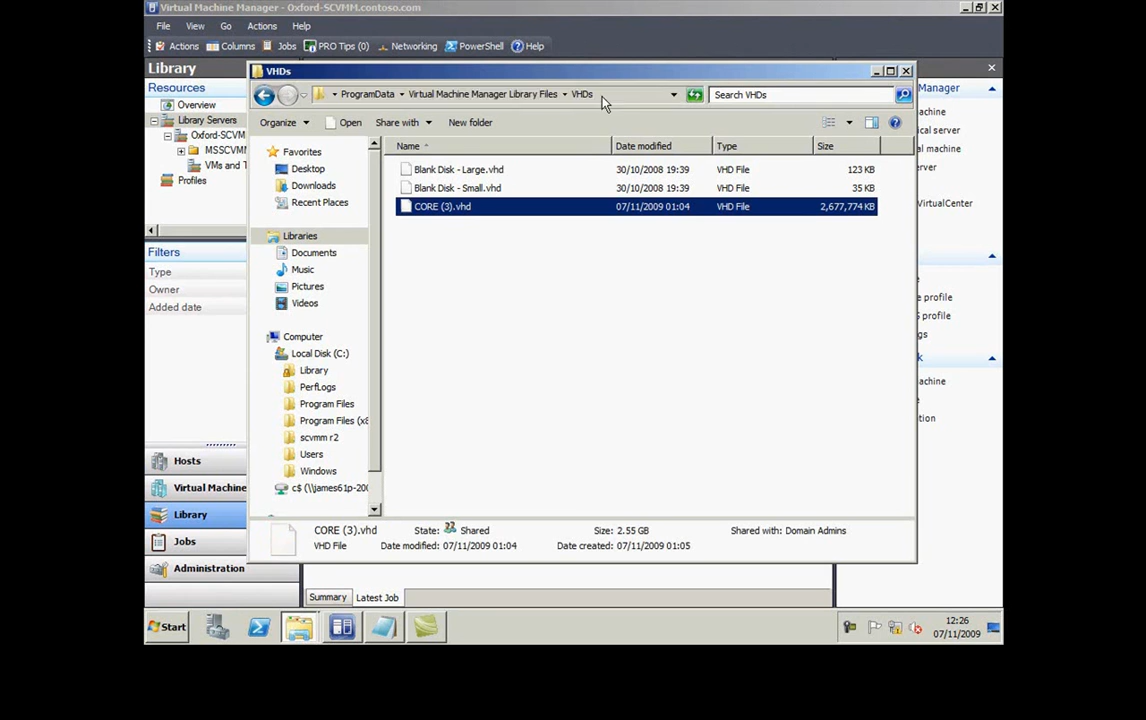 Virtual Machine Manager - Oxford-SCVMM.contoso.com
File View Go Actions Help
Actions Columns Jobs PRO Tips (0) Networking PowerShell Help
Library
Resources
Overview
Library Servers
Oxford-SCVM
MSSCVM
VMs and T
Profiles
Filters
Type
Owner
Added date
Hosts
Virtual Machine
Library
Jobs
Administration
VHDs
ProgramData Virtual Machine Manager Library Files VHDs
Search VHDs
Organize Open Share with New folder
Favorites
Desktop
Downloads
Recent Places
Libraries
Documents
Music
Pictures
Videos
Computer
Local Disk (C:)
Library
PerfLogs
Program Files
Program Files (x8
scvmm r2
Users
Windows
c$ (\\james61p-200
Name Date modified Type Size
Blank Disk - Large.vhd 30/10/2008 19:39 VHD File 123 KB
Blank Disk - Small.vhd 30/10/2008 19:39 VHD File 35 KB
CORE (3).vhd 07/11/2009 01:04 VHD File 2,677,774 KB
CORE (3).vhd State: Shared Size: 2.55 GB Shared with: Domain Admins
VHD File Date modified: 07/11/2009 01:04 Date created: 07/11/2009 01:05
Manager
achine
cal server
al machine
erver
VirtualCenter
e profile
S profile
gs
k
achine
e
tion
Summary Latest Job
Start
12:26
07/11/2009